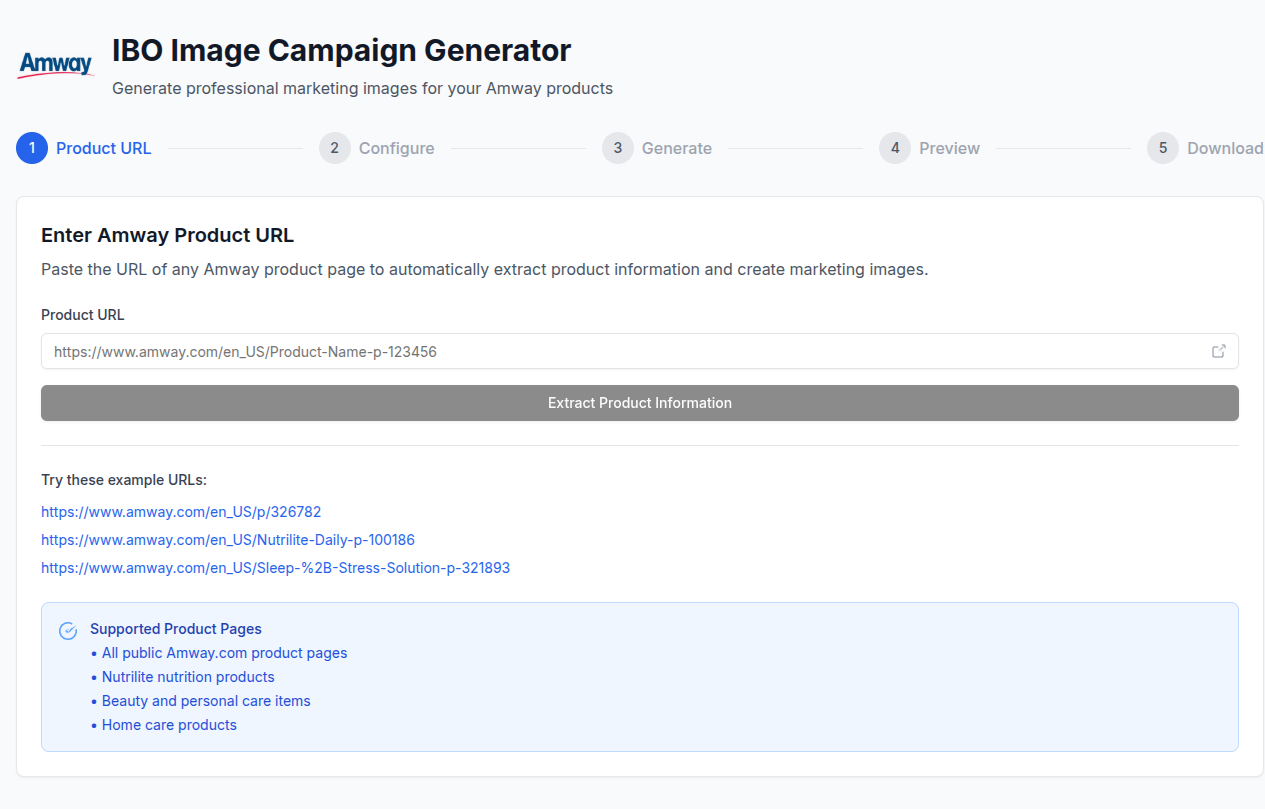 Amway
IBO Image Campaign Generator
Generate professional marketing images for your Amway products
1 Product URL
2 Configure
3 Generate
4 Preview
5 Download
Enter Amway Product URL
Paste the URL of any Amway product page to automatically extract product information and create marketing images.
Product URL
https://www.amway.com/en_US/Product-Name-p-123456
Extract Product Information
Try these example URLs:
https://www.amway.com/en_US/p/326782
https://www.amway.com/en_US/Nutrilite-Daily-p-100186
https://www.amway.com/en_US/Sleep-%2B-Stress-Solution-p-321893
Supported Product Pages
• All public Amway.com product pages
• Nutrilite nutrition products
• Beauty and personal care items
• Home care products